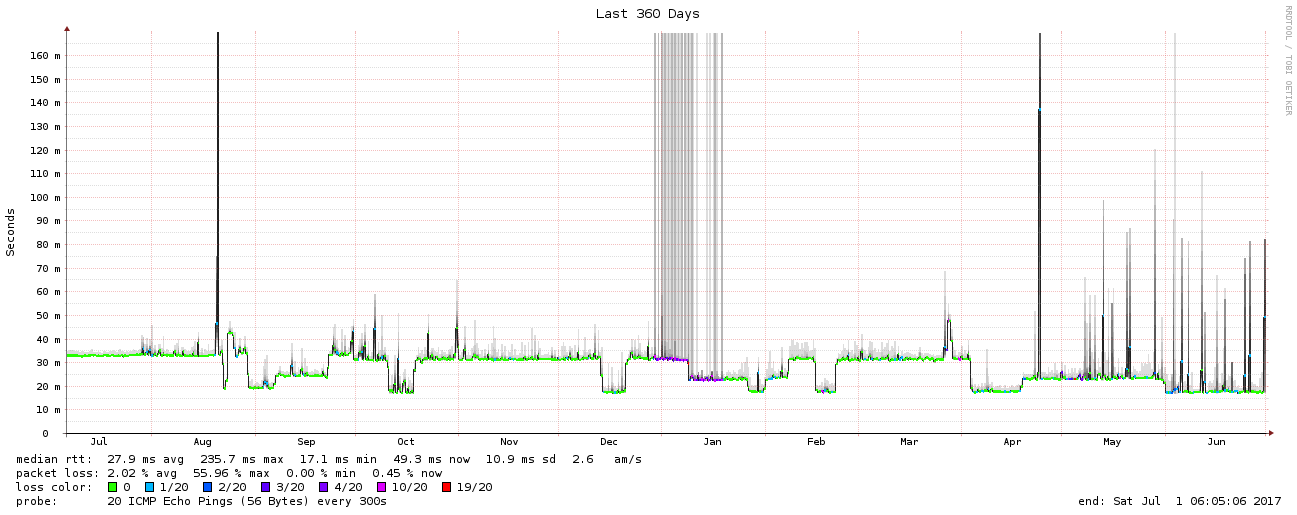 Last 360 Days
RRDTOOL / TOBI OETIKER
Seconds
160 m
150 m
140 m
130 m
120 m
110 m
100 m
90 m
80 m
70 m
60 m
50 m
40 m
30 m
20 m
10 m
0
Jul Aug Sep Oct Nov Dec Jan Feb Mar Apr May Jun
median rtt: 27.9 ms avg 235.7 ms max 17.1 ms min 49.3 ms now 10.9 ms sd 2.6 am/s
packet loss: 2.02 % avg 55.96 % max 0.00 % min 0.45 % now
loss color: 0 1/20 2/20 3/20 4/20 10/20 19/20
probe: 20 ICMP Echo Pings (56 Bytes) every 300s end: Sat Jul 1 06:05:06 2017